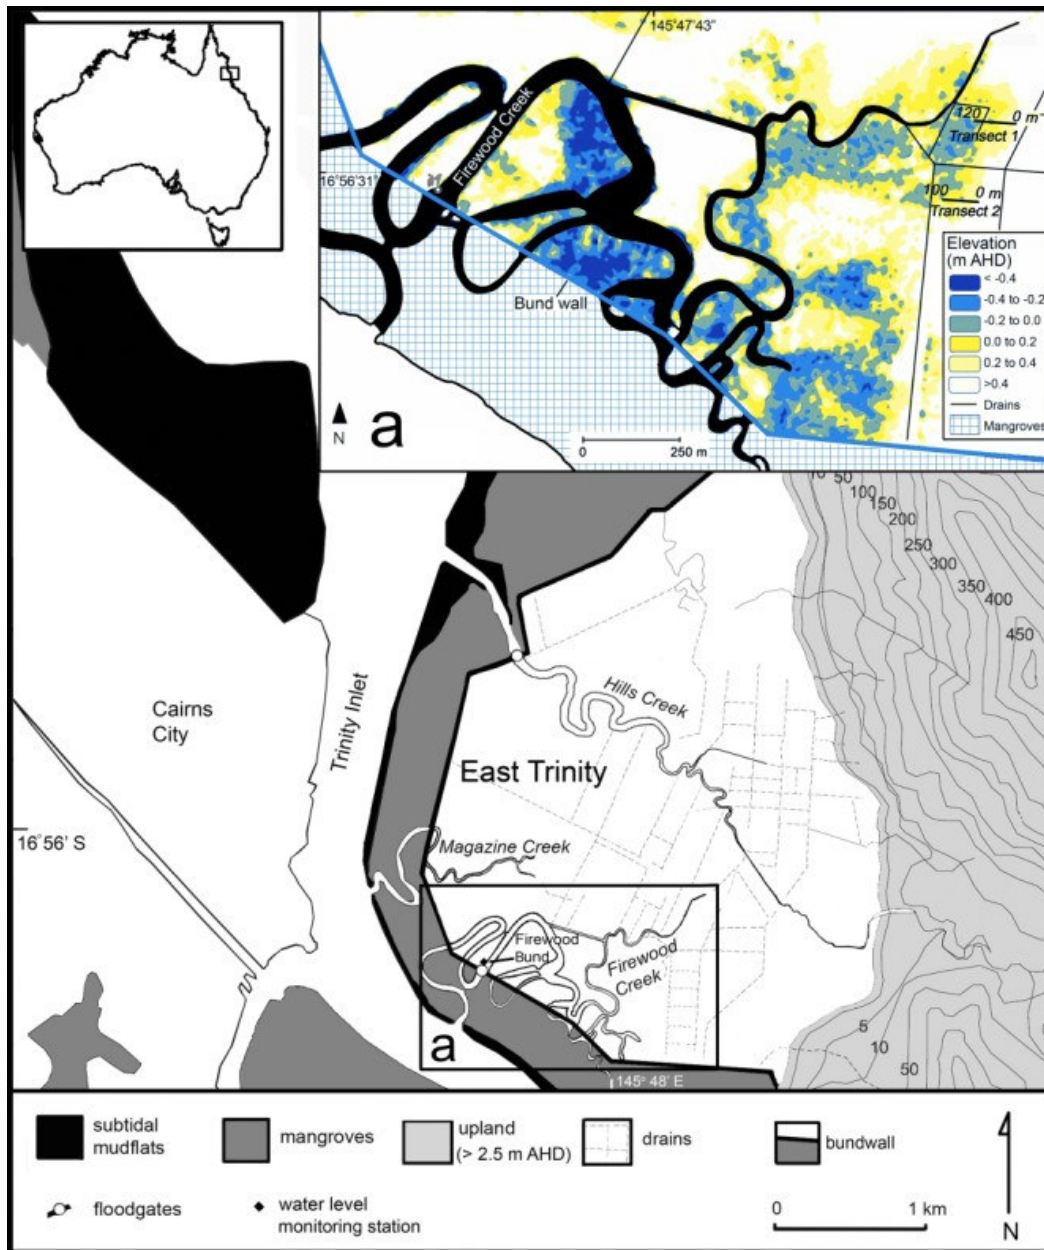 145°47'43"
Firewood Creek
16°56'31"
120
0 m
Transect 1
100
0 m
Transect 2
Bund wall
Elevation
(m AHD)
< -0.4
-0.4 to -0.2
-0.2 to 0.0
0.0 to 0.2
0.2 to 0.4
>0.4
Drains
Mangroves
N
a
0
250 m
50
100
150
200
250
300
350
400
450
Cairns
City
Trinity Inlet
Hills Creek
East Trinity
16°56' S
Magazine Creek
Firewood
Bund
Firewood
Creek
a
145° 48' E
5
10
50
subtidal
mudflats
mangroves
upland
(> 2.5 m AHD)
drains
bundwall
floodgates
water level
monitoring station
0
1 km
N